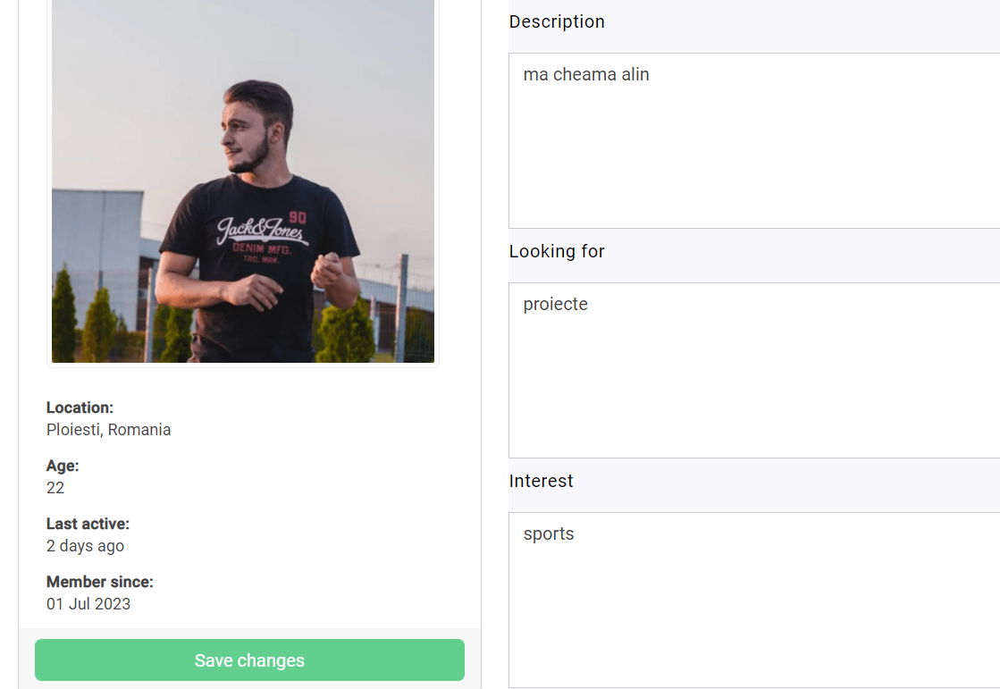 90
Jack&Jones
DENIM MFG.
TRD. MRK.
Location:
Ploiesti, Romania
Age:
22
Last active:
2 days ago
Member since:
01 Jul 2023
Save changes
Description
ma cheama alin
Looking for
proiecte
Interest
sports